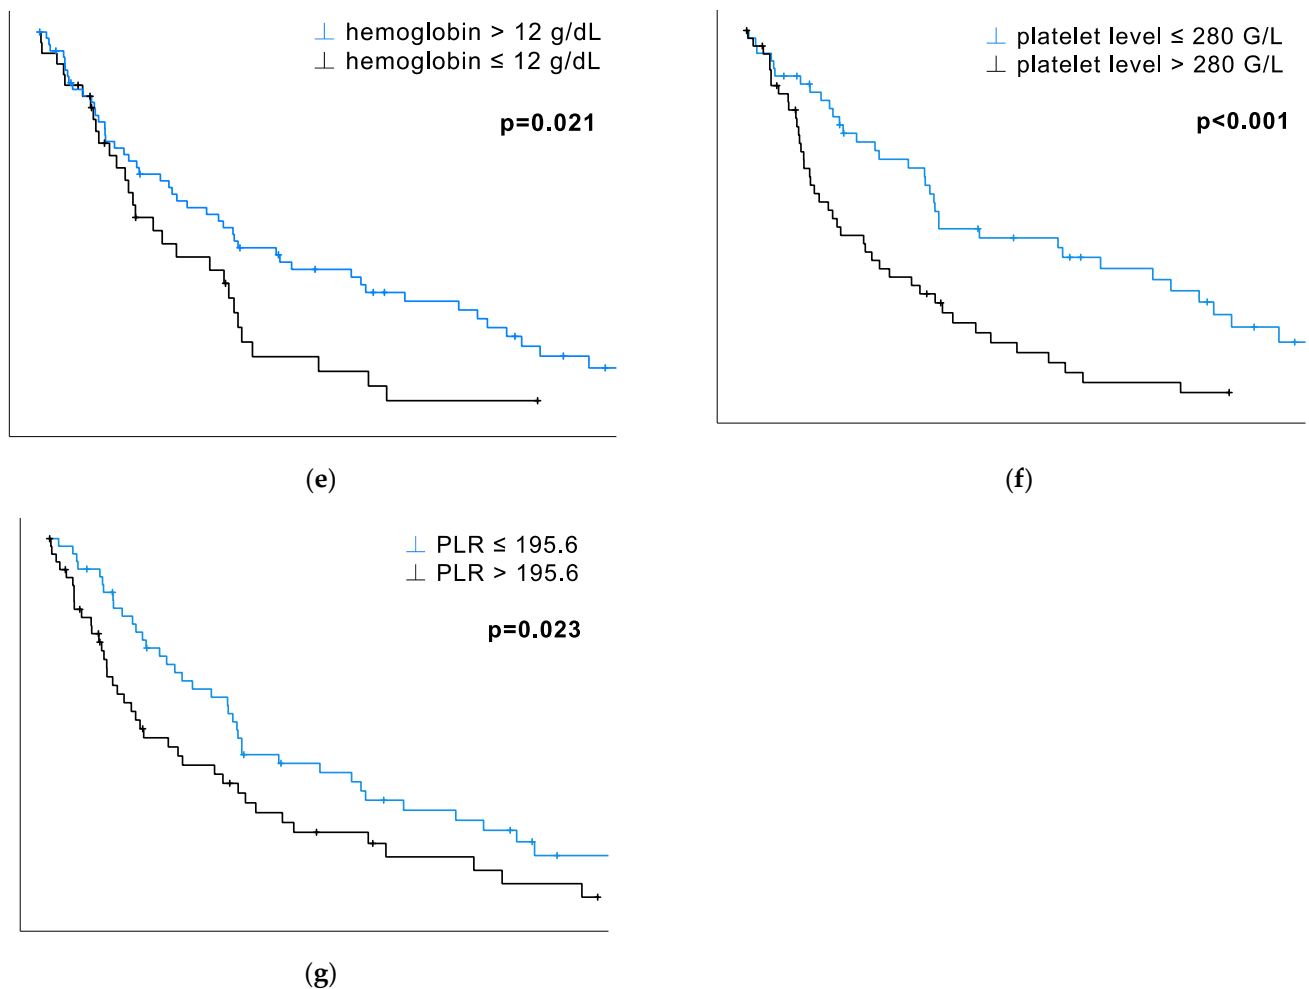 hemoglobin > 12 g/dL
hemoglobin ≤ 12 g/dL
p=0.021
(e)
platelet level ≤ 280 G/L
platelet level > 280 G/L
p<0.001
(f)
PLR ≤ 195.6
PLR > 195.6
p=0.023
(g)